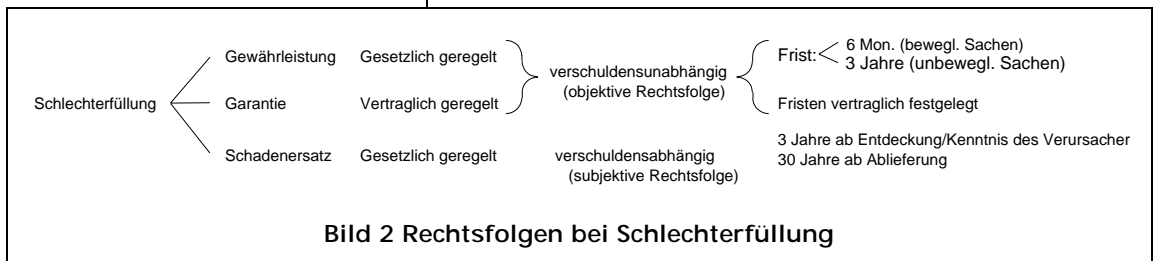 Schlechterfüllung
Gewährleistung Gesetzlich geregelt
Garantie Vertraglich geregelt
verschuldensunabhängig
(objektive Rechtsfolge)
Frist:
6 Mon. (bewegl. Sachen)
3 Jahre (unbewegl. Sachen)
Fristen vertraglich festgelegt
Schadenersatz Gesetzlich geregelt
verschuldensabhängig
(subjektive Rechtsfolge)
3 Jahre ab Entdeckung/Kenntnis des Verursacher
30 Jahre ab Ablieferung
Bild 2 Rechtsfolgen bei Schlechterfüllung